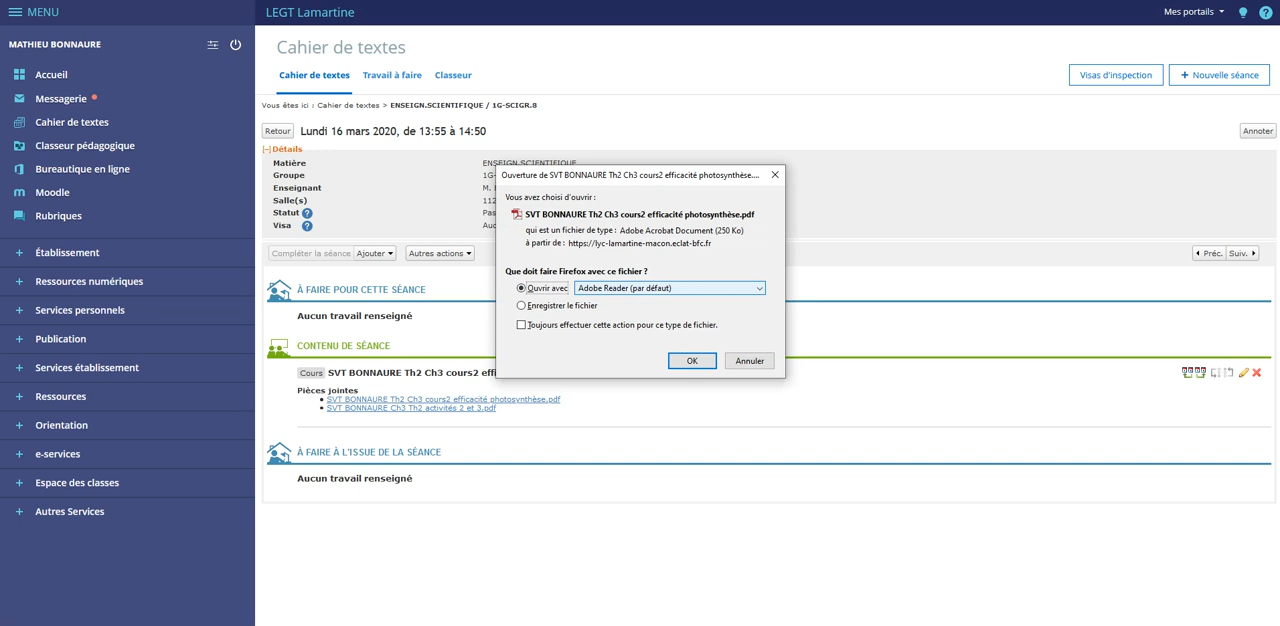 MENU
LEGT Lamartine
Mes portails
MATHIEU BONNAURE
Accueil
Messagerie
Cahier de textes
Classeur pédagogique
Bureautique en ligne
Moodle
Rubriques
Établissement
Ressources numériques
Services personnels
Publication
Services établissement
Ressources
Orientation
e-services
Espace des classes
Autres Services
Cahier de textes
Cahier de textes Travail à faire Classeur
Visas d'inspection
+ Nouvelle séance
Vous êtes ici : Cahier de textes > ENSEIGN.SCIENTIFIQUE / 1G-SCIGR.8
Retour Lundi 16 mars 2020, de 13:55 à 14:50
Annoter
[-] Détails
Matière ENSEIGN.SCIENTIFIQUE
Groupe 1G-
Enseignant M.
Salle(s) 112
Statut ? Pas
Visa ? Auc
Compléter la séance Ajouter Autres actions
Préc. Suiv.
À FAIRE POUR CETTE SÉANCE
Aucun travail renseigné
CONTENU DE SÉANCE
Cours SVT BONNAURE Th2 Ch3 cours2 effi
Pièces jointes
• SVT BONNAURE Th2 Ch3 cours2 efficacité photosynthèse.pdf
• SVT BONNAURE Ch3 Th2 activités 2 et 3.pdf
À FAIRE À L'ISSUE DE LA SÉANCE
Aucun travail renseigné
Ouverture de SVT BONNAURE Th2 Ch3 cours2 efficacité photosynthèse....
Vous avez choisi d'ouvrir :
SVT BONNAURE Th2 Ch3 cours2 efficacité photosynthèse.pdf
qui est un fichier de type : Adobe Acrobat Document (250 Ko)
à partir de : https://lyc-lamartine-macon.eclat-bfc.fr
Que doit faire Firefox avec ce fichier ?
Ouvrir avec Adobe Reader (par défaut)
Enregistrer le fichier
Toujours effectuer cette action pour ce type de fichier.
OK Annuler